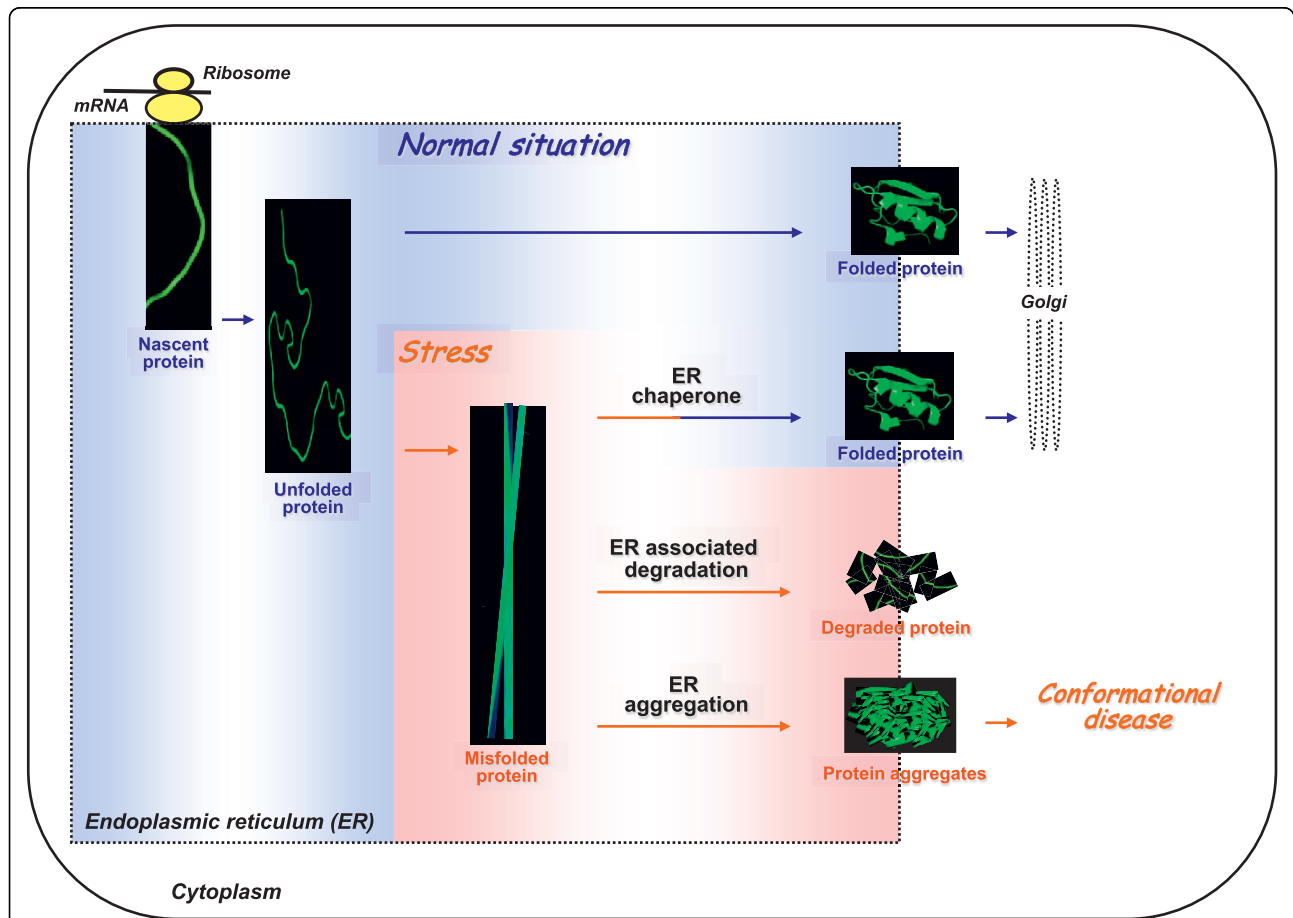 Ribosome
mRNA
Normal situation
Nascent
protein
Unfolded
protein
Folded protein
Golgi
Stress
ER
chaperone
Folded protein
Misfolded
protein
ER associated
degradation
Degraded protein
ER
aggregation
Protein aggregates
Conformational
disease
Endoplasmic reticulum (ER)
Cytoplasm